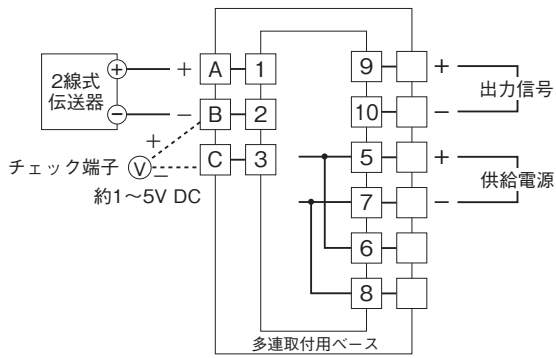 2線式
伝送器
+
−
+
−
A
1
B
2
C
3
+
−
V
チェック端子
約1～5V DC
9
+
10
−
出力信号
5
+
7
−
供給電源
6
8
多連取付用ベース